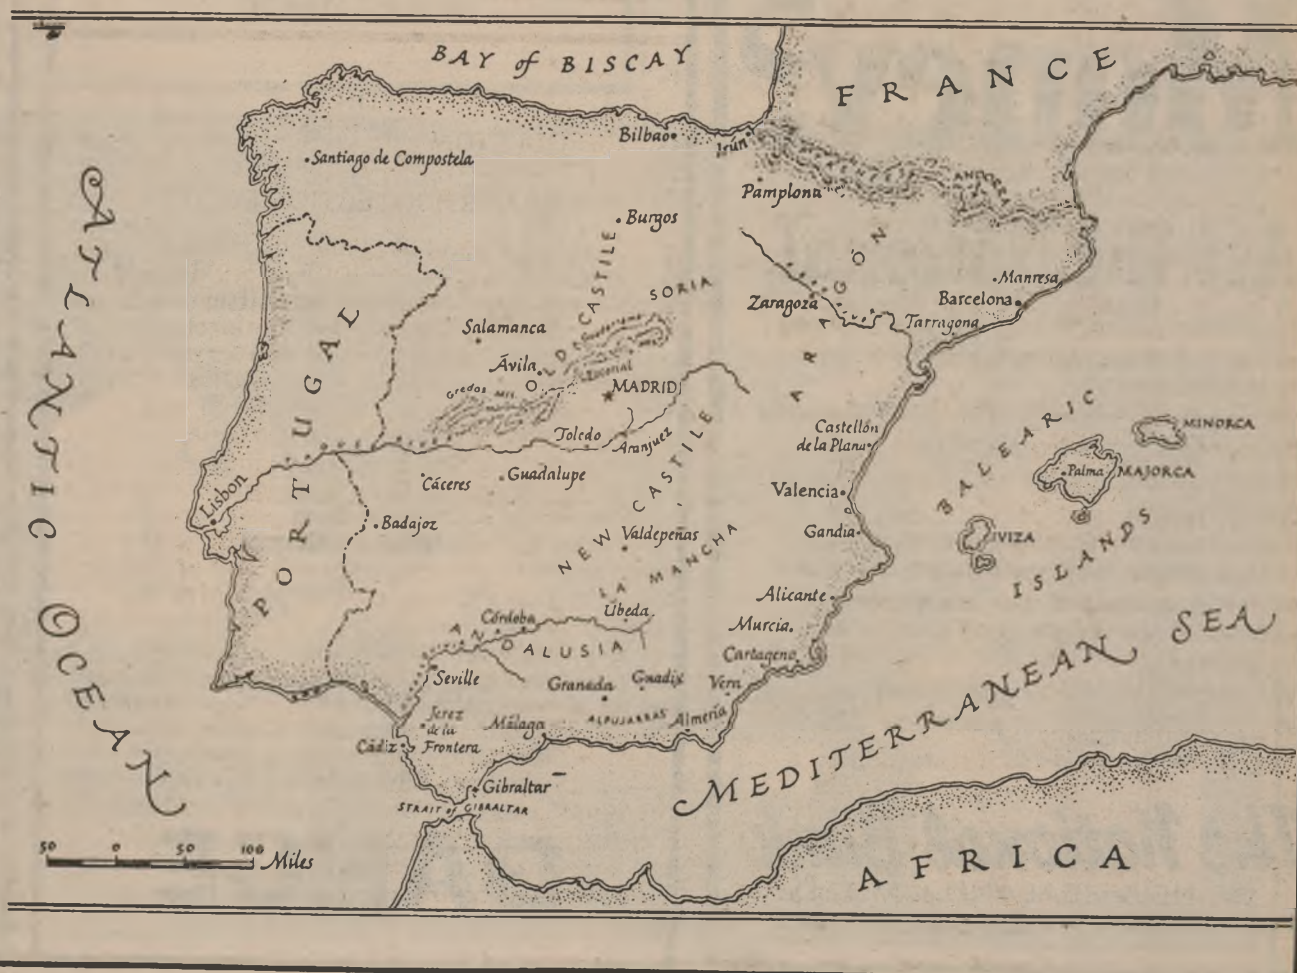 BAY of BISCAY
FRANCE
Bilbao
Irún
PYRENEES
ANDORRA
Santiago de Compostela
Pamplona
Burgos
ATLANTIC OCEAN
OLD CASTILE
SORIA
ARAGÓN
Manresa
Zaragoza
Barcelona
Tarragona
Salamanca
Guadarrama
Ávila
Escorial
MADRID
Gredos Mts.
PORTUGAL
Toledo
Aranjuez
Castellón
de la Plana
BALEARIC
ISLANDS
MINORCA
Palma
MAJORCA
IVIZA
Cáceres
Guadalupe
NEW CASTILE
Valencia
Lisbon
Badajoz
Valdepeñas
Gandia
LA MANCHA
Alicante
Úbeda
Córdoba
Murcia
ANDALUSIA
Cartagena
Seville
Granada
Guadix
Vera
Jerez
de la
Frontera
Málaga
ALPUJARRAS
Almería
Cádiz
Gibraltar
STRAIT of GIBRALTAR
MEDITERRANEAN SEA
AFRICA
50 0 50 100 Miles